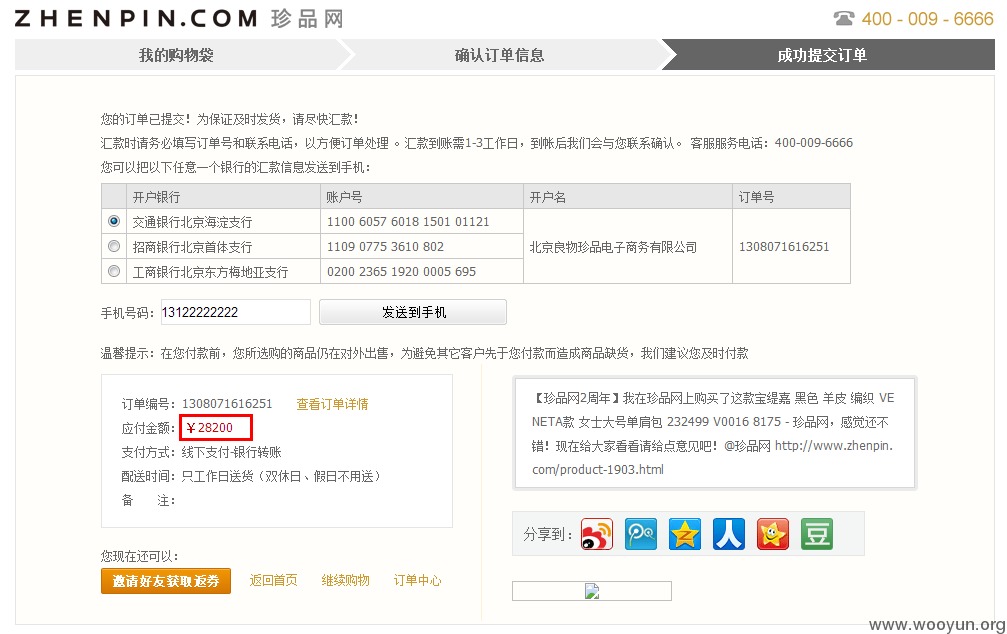 ZHENPIN.COM 珍品网
400 - 009 - 6666
我的购物袋
确认订单信息
成功提交订单
您的订单已提交！为保证及时发货，请尽快汇款！
汇款时请务必填写订单号和联系电话，以方便订单处理 。汇款到账需1-3工作日，到帐后我们会与您联系确认。 客服服务电话：400-009-6666
您可以把以下任意一个银行的汇款信息发送到手机：
开户银行 账户号 开户名 订单号
交通银行北京海淀支行 1100 6057 6018 1501 01121
招商银行北京首体支行 1109 0775 3610 802 北京良物珍品电子商务有限公司 1308071616251
工商银行北京东方梅地亚支行 0200 2365 1920 0005 695
手机号码：13122222222 发送到手机
温馨提示：在您付款前，您所选购的商品仍在对外出售，为避免其它客户先于您付款而造成商品缺货，我们建议您及时付款
订单编号：1308071616251 查看订单详情
应付金额：￥28200
支付方式：线下支付-银行转账
配送时间：只工作日送货（双休日、假日不用送）
备 注：
【珍品网2周年】我在珍品网上购买了这款宝缇嘉 黑色 羊皮 编织 VE
NETA款 女士大号单肩包 232499 V0016 8175 - 珍品网，感觉还不
错！现在给大家看看请给点意见吧！@珍品网 http://www.zhenpin.
com/product-1903.html
分享到：
人
豆
您现在还可以：
邀请好友获取返券 返回首页 继续购物 订单中心
www.wooyun.org